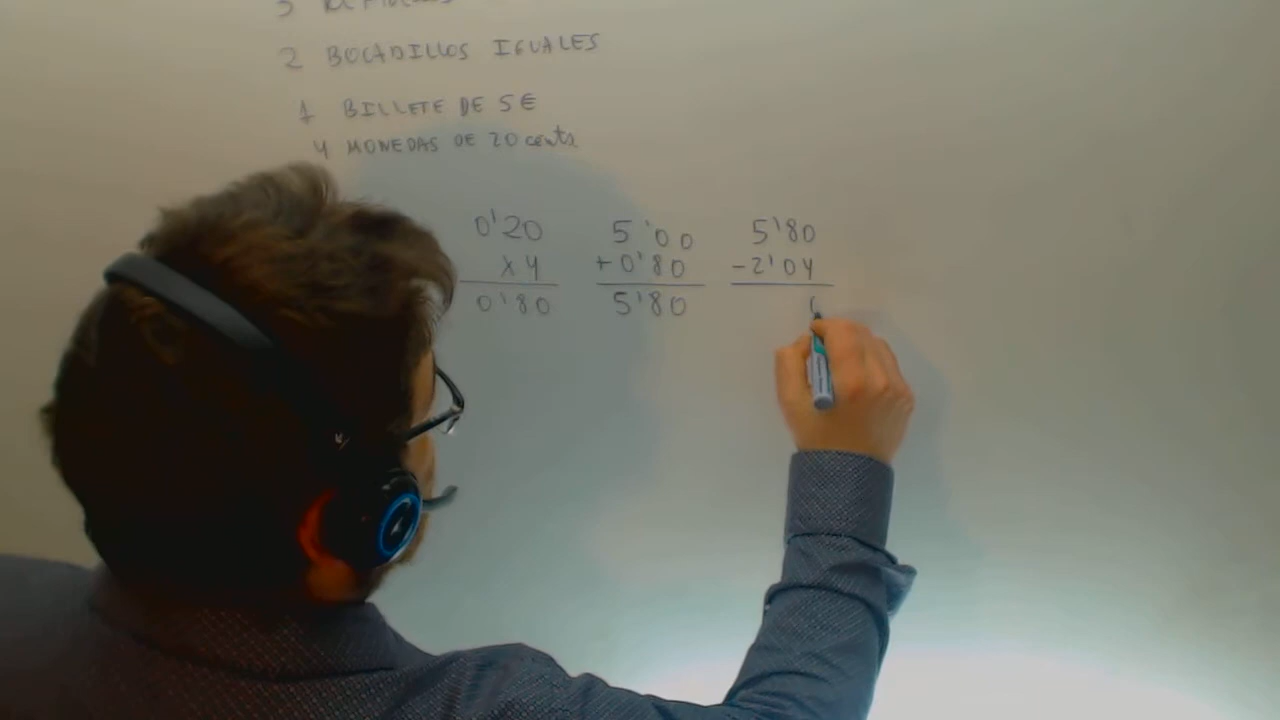 2 BOCADILLOS IGUALES
1 BILLETE DE 5€
4 MONEDAS DE 20 cents
0'20 5'00 5'80
x4 +0'80 -2'04
0'80 5'80